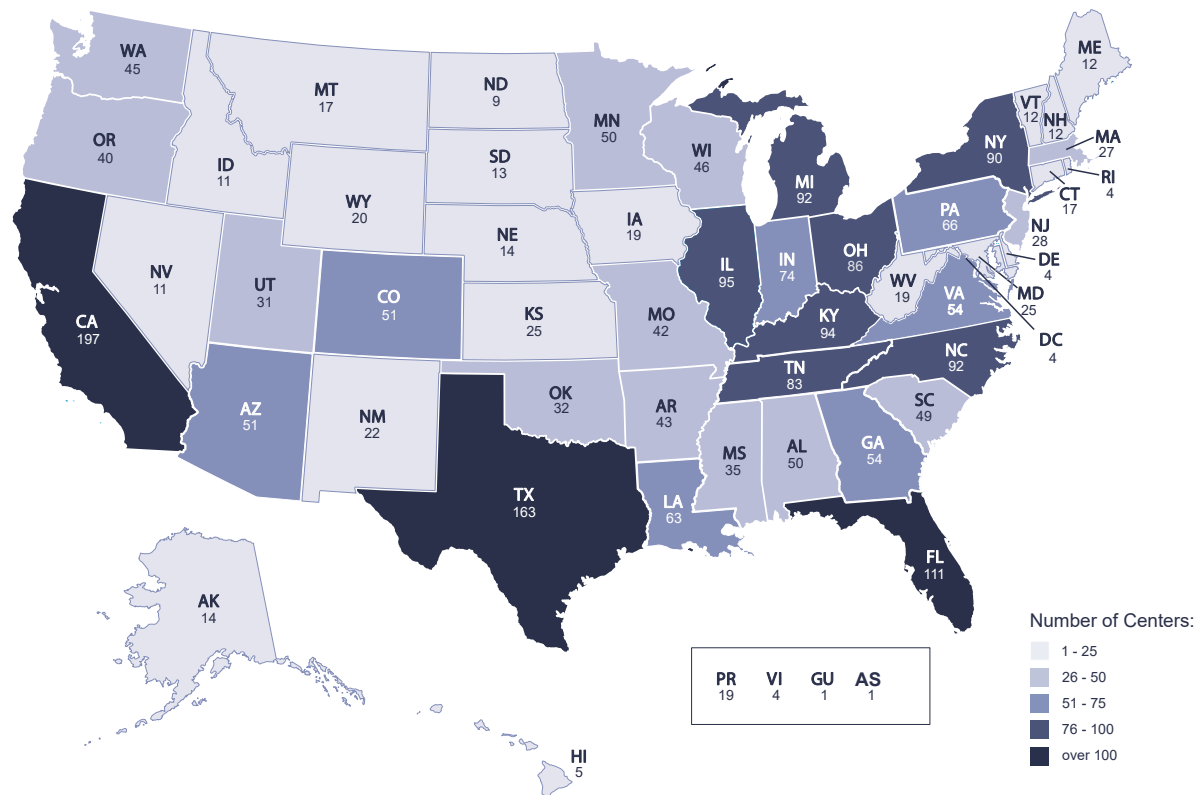 WA
45
OR
40
CA
197
NV
11
ID
11
MT
17
WY
20
UT
31
CO
51
AZ
51
NM
22
ND
9
SD
13
NE
14
KS
25
OK
32
TX
163
MN
50
IA
19
MO
42
AR
43
LA
63
WI
46
IL
95
MI
92
IN
74
OH
86
KY
94
TN
83
MS
35
AL
50
GA
54
FL
111
SC
49
NC
92
VA
54
WV
19
PA
66
NY
90
VT
12
NH
12
ME
12
MA
27
RI
4
CT
17
NJ
28
DE
4
MD
25
DC
4
AK
14
HI
5
PR
19
VI
4
GU
1
AS
1
Number of Centers:
1 - 25
26 - 50
51 - 75
76 - 100
over 100